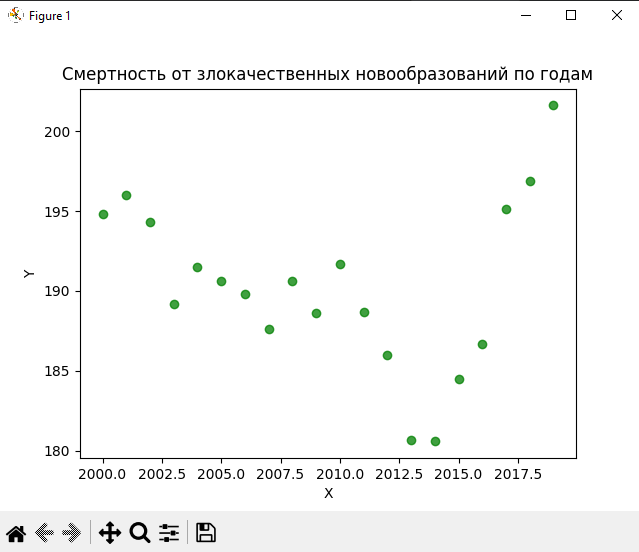 Figure 1
Смертность от злокачественных новообразований по годам
200
195
190
185
180
Y
2000.0 2002.5 2005.0 2007.5 2010.0 2012.5 2015.0 2017.5
X